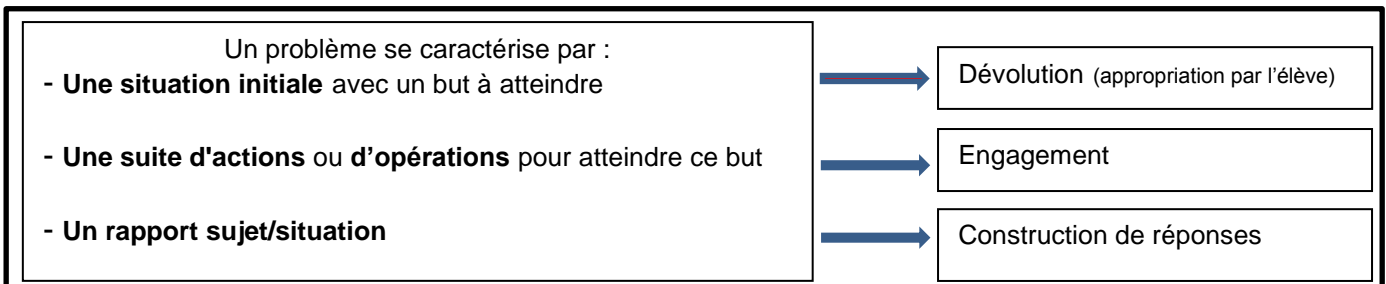 Un problème se caractérise par :
- Une situation initiale avec un but à atteindre
- Une suite d'actions ou d’opérations pour atteindre ce but
- Un rapport sujet/situation
Dévolution (appropriation par l’élève)
Engagement
Construction de réponses